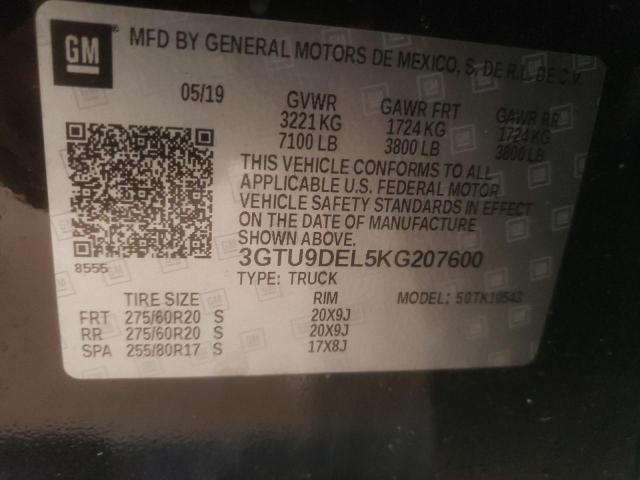 GM
MFD BY GENERAL MOTORS DE MEXICO, S. DE R.L. DE C.V.
05/19 GVWR GAWR FRT GAWR RR
3221 KG 1724 KG 1724 KG
7100 LB 3800 LB 3800 LB
THIS VEHICLE CONFORMS TO ALL
APPLICABLE U.S. FEDERAL MOTOR
VEHICLE SAFETY STANDARDS IN EFFECT
ON THE DATE OF MANUFACTURE
SHOWN ABOVE.
8555
3GTU9DEL5KG207600
TYPE: TRUCK
TIRE SIZE RIM MODEL:
FRT 275/60R20 S 20X9J
RR 275/60R20 S 20X9J
SPA 255/80R17 S 17X8J